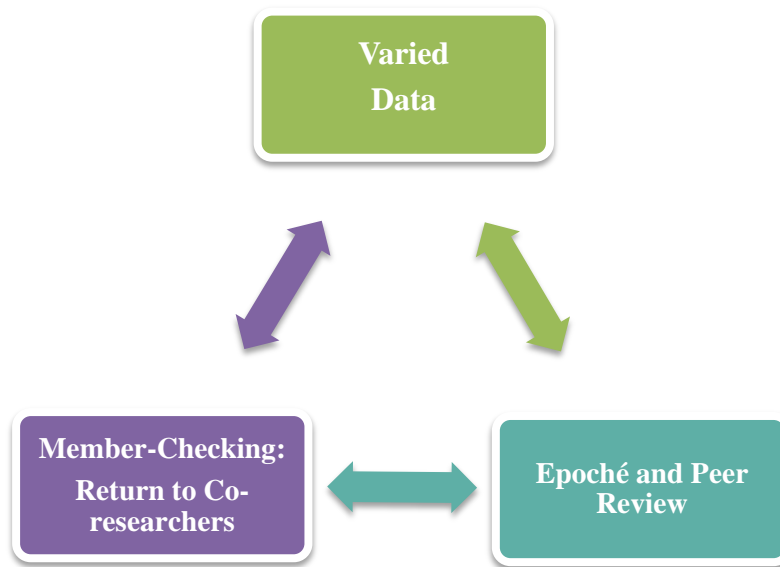 Varied
Data
Member-Checking:
Return to Co-
researchers
Epoché and Peer
Review